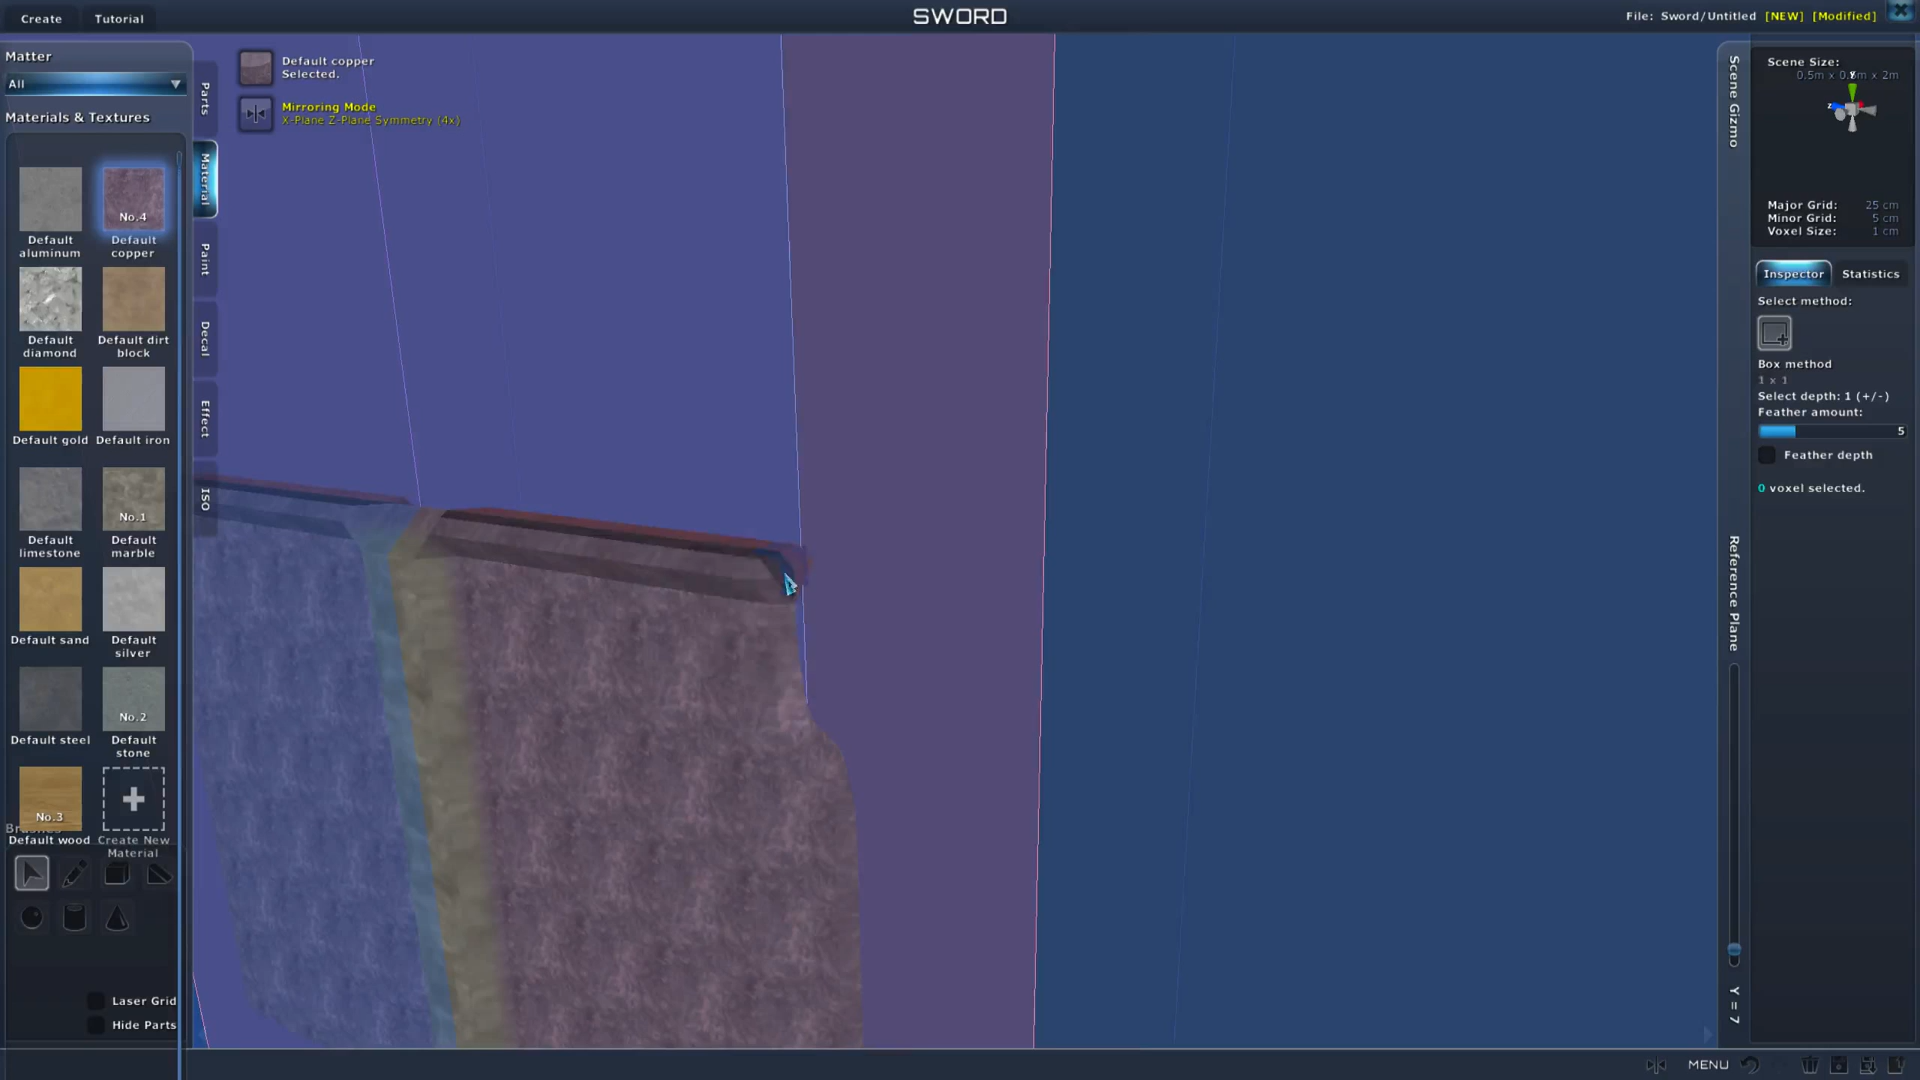 Create
Tutorial
SWORD
File: Sword/Untitled [NEW] [Modified]
Matter
All
Materials & Textures
Default aluminum
No.4
Default copper
Default diamond
Default dirt block
Default gold
Default iron
Default limestone
No.1
Default marble
Default sand
Default silver
Default steel
No.2
Default stone
No.3
Default wood
Create New Material
Laser Grid
Hide Parts
Parts
Material
Paint
Decal
Effect
ISO
Default copper
Selected.
Mirroring Mode
X-Plane Z-Plane Symmetry (4x)
Scene Gizmo
Reference Plane
Y = 7
Scene Size:
Major Grid: 25 cm
Minor Grid: 5 cm
Voxel Size: 1 cm
Inspector
Statistics
Select method:
Box method
1 x 1
Select depth: 1 (+/-)
Feather amount:
5
Feather depth
0 voxel selected.
MENU